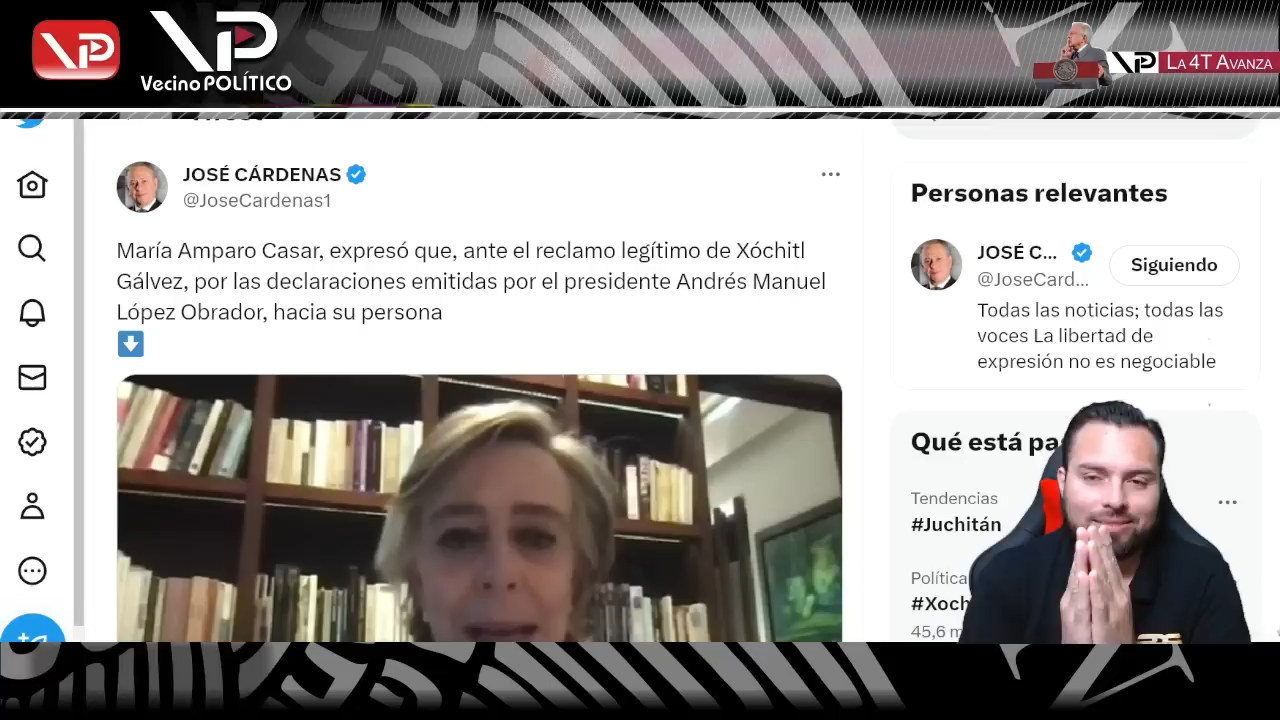 VP
VP
Vecino POLÍTICO
VP LA 4T AVANZA
JOSÉ CÁRDENAS
@JoseCardenas1
María Amparo Casar, expresó que, ante el reclamo legítimo de Xóchitl
Gálvez, por las declaraciones emitidas por el presidente Andrés Manuel
López Obrador, hacia su persona
Personas relevantes
JOSÉ C...
@JoseCard...
Siguiendo
Todas las noticias; todas las
voces La libertad de
expresión no es negociable
Qué está pa
Tendencias
#Juchitán
Política
#Xoch
45,6 m